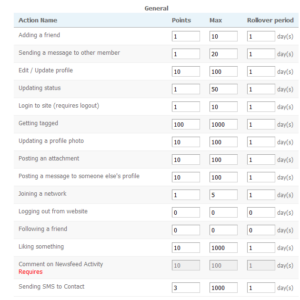 General
Action Name Points Max Rollover period
Adding a friend 1 10 1 day(s)
Sending a message to other member 1 20 1 day(s)
Edit / Update profile 10 100 1 day(s)
Updating status 1 50 1 day(s)
Login to site (requires logout) 1 10 1 day(s)
Getting tagged 100 1000 1 day(s)
Updating a profile photo 10 100 1 day(s)
Posting an attachment 10 100 1 day(s)
Posting a message to someone else's profile 10 100 1 day(s)
Joining a network 1 5 1 day(s)
Logging out from website 0 0 0 day(s)
Following a friend 0 0 0 day(s)
Liking something 10 1000 1 day(s)
Comment on Newsfeed Activity 10 100 1 day(s)
Requires
Sending SMS to Contact 3 1000 1 day(s)